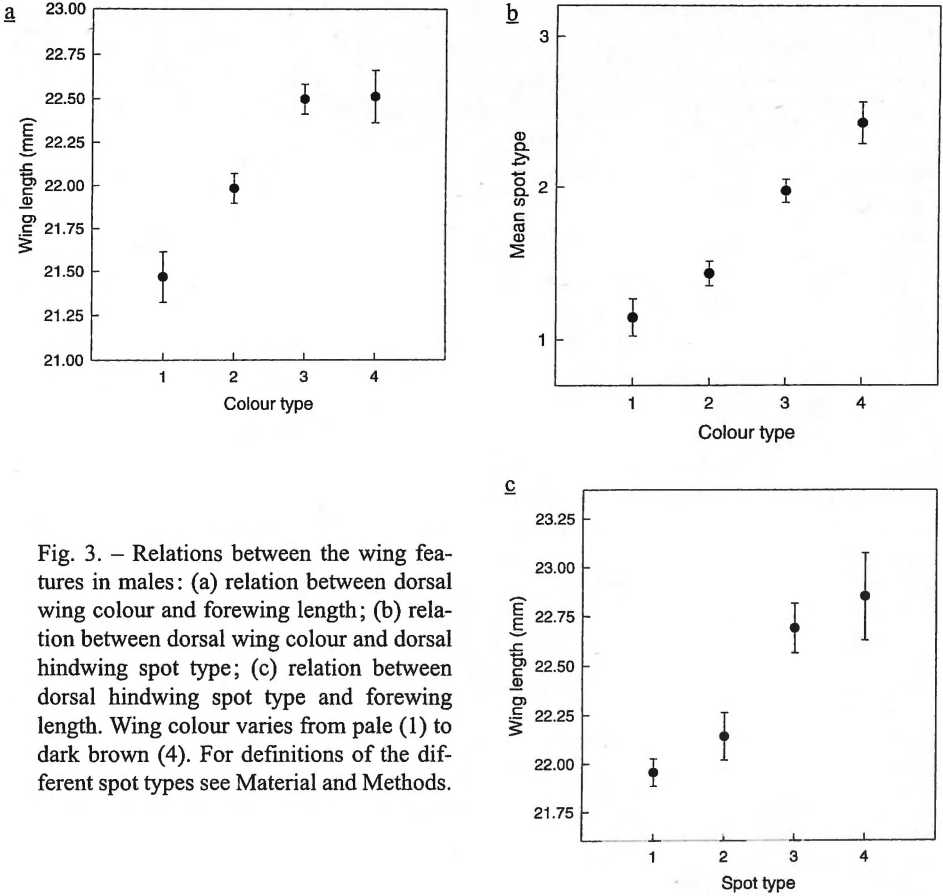 a
23.00
22.75
22.50
22.25
22.00
21.75
21.50
21.25
21.00
Wing length (mm)
1 2 3 4
Colour type
b
3
2
1
Mean spot type
1 2 3 4
Colour type
c
23.25
23.00
22.75
22.50
22.25
22.00
21.75
Wing length (mm)
1 2 3 4
Spot type
Fig. 3. – Relations between the wing fea-
tures in males: (a) relation between dorsal
wing colour and forewing length; (b) rela-
tion between dorsal wing colour and dorsal
hindwing spot type; (c) relation between
dorsal hindwing spot type and forewing
length. Wing colour varies from pale (1) to
dark brown (4). For definitions of the dif-
ferent spot types see Material and Methods.